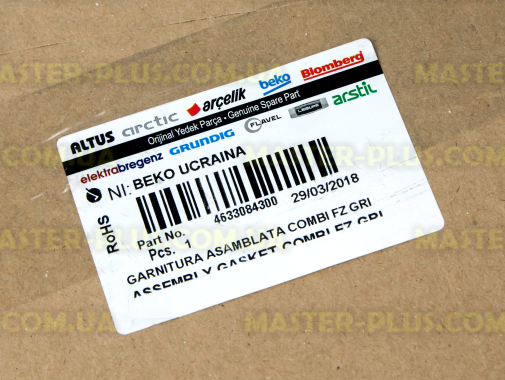 ALTUS arctic arçelik beko Blomberg
Orijinal Yedek Parça - Genuine Spare Part
elektrabregenz GRUNDIG FLAVEL LEISURE arstil
NI: BEKO UCRAINA
RoHS
Part No. 4633084300 29/03/2018
Pcs. 1
GARNITURA ASAMBLATA COMBI FZ GRI
ASSEMBLY GASKET COMBI FZ GRI
MASTER-PLUS.COM.UA